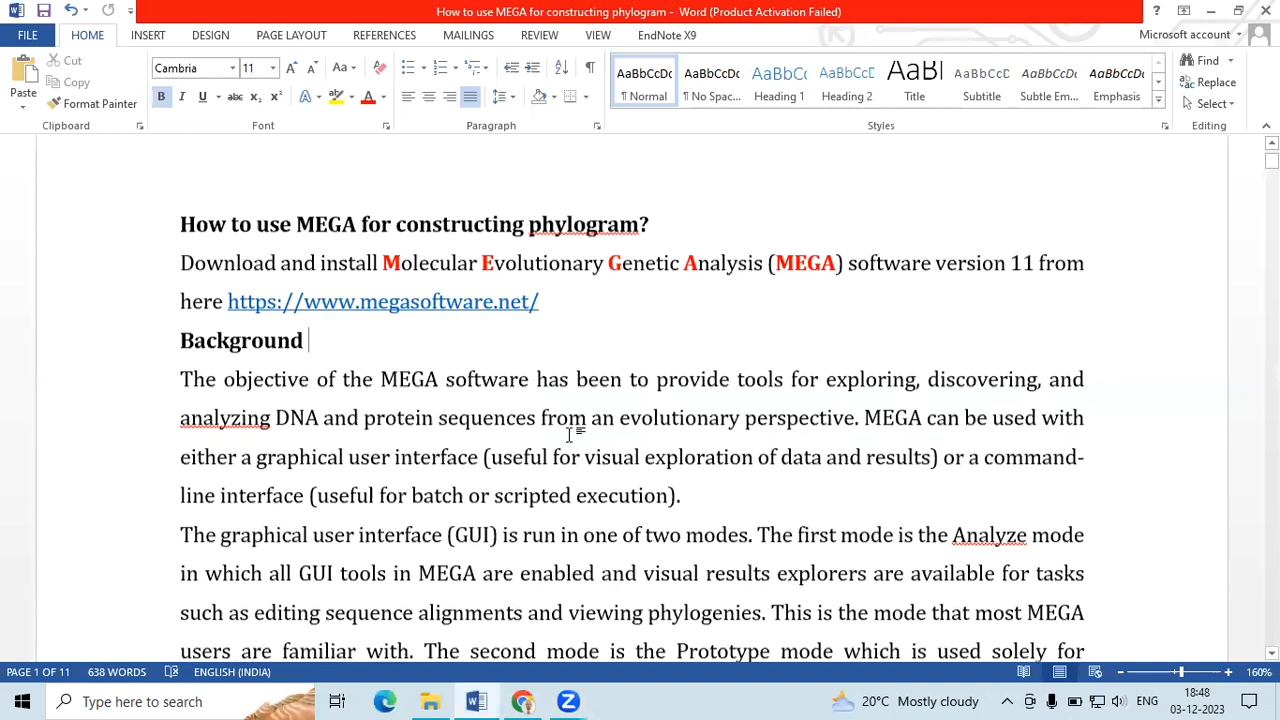 How to use MEGA for constructing phylogram - Word (Product Activation Failed)
FILE HOME INSERT DESIGN PAGE LAYOUT REFERENCES MAILINGS REVIEW VIEW EndNote X9 Microsoft account
Paste
Cut
Copy
Format Painter
Clipboard
Cambria 11
Font
Paragraph
AaBbCcDc AaBbCcDc AaBbCc AaBbCcDc AaBl AaBbCcDc AaBbCcDc AaBbCcDc
¶ Normal ¶ No Spac... Heading 1 Heading 2 Title Subtitle Subtle Em... Emphasis
Styles
Find
Replace
Select
Editing
How to use MEGA for constructing phylogram?
Download and install Molecular Evolutionary Genetic Analysis (MEGA) software version 11 from
here https://www.megasoftware.net/
Background
The objective of the MEGA software has been to provide tools for exploring, discovering, and
analyzing DNA and protein sequences from an evolutionary perspective. MEGA can be used with
either a graphical user interface (useful for visual exploration of data and results) or a command-
line interface (useful for batch or scripted execution).
The graphical user interface (GUI) is run in one of two modes. The first mode is the Analyze mode
in which all GUI tools in MEGA are enabled and visual results explorers are available for tasks
such as editing sequence alignments and viewing phylogenies. This is the mode that most MEGA
users are familiar with. The second mode is the Prototype mode which is used solely for
PAGE 1 OF 11 638 WORDS ENGLISH (INDIA) 160%
Type here to search 20°C Mostly cloudy ENG 18:48
03-12-2023